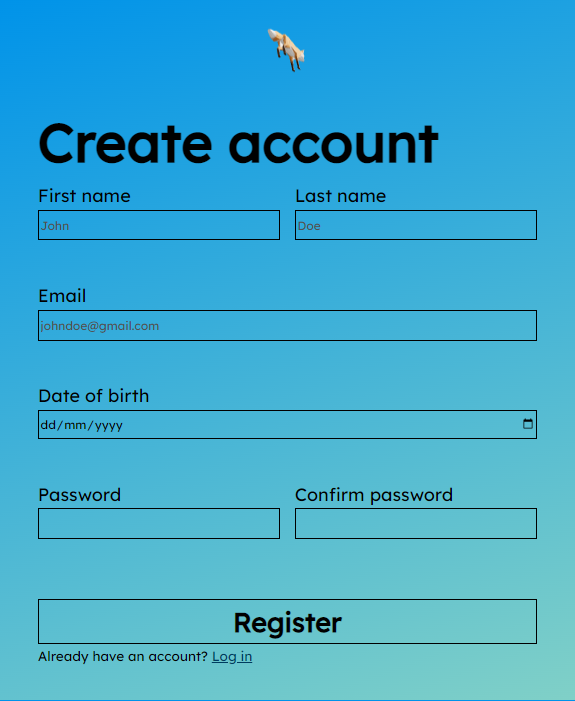 Create account
First name Last name
John Doe
Email
johndoe@gmail.com
Date of birth
dd/mm/yyyy
Password Confirm password
Register
Already have an account? Log in